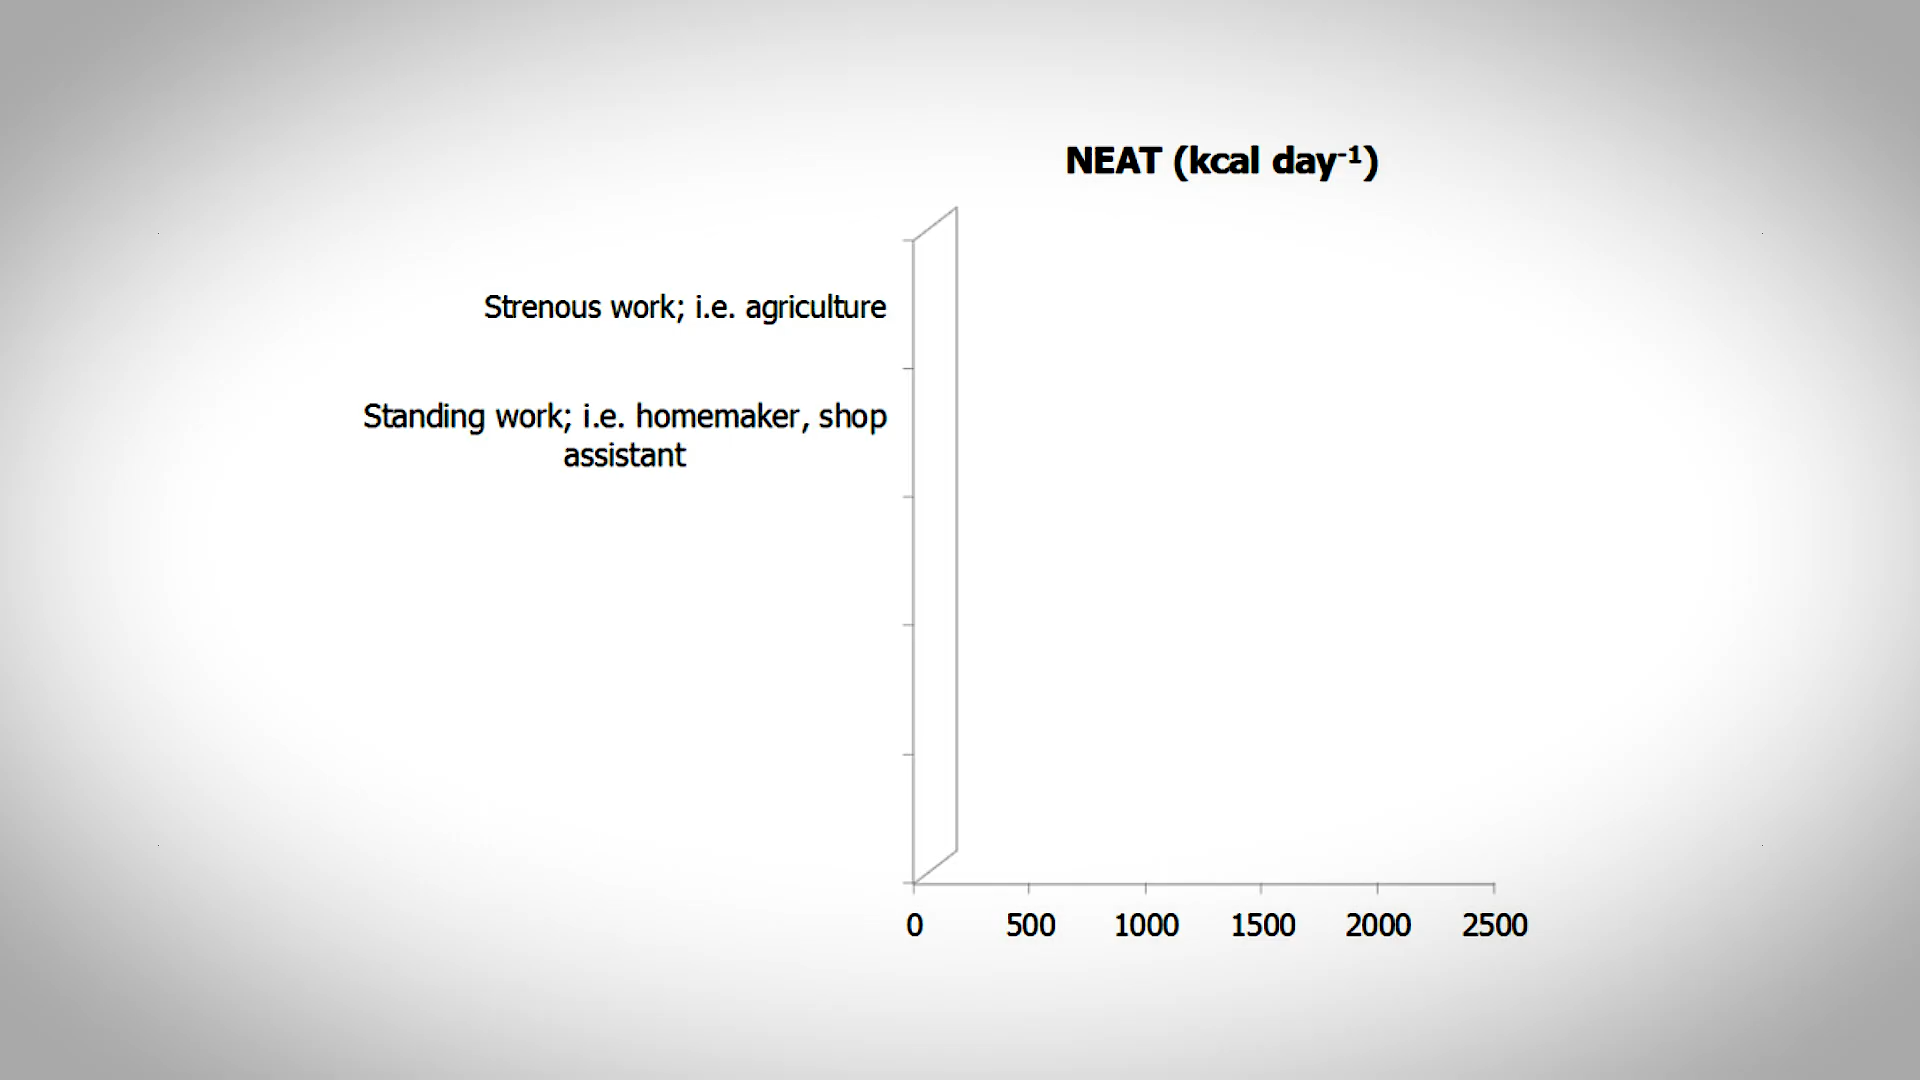 NEAT (kcal day⁻¹)
Strenous work; i.e. agriculture
Standing work; i.e. homemaker, shop
assistant
0 500 1000 1500 2000 2500